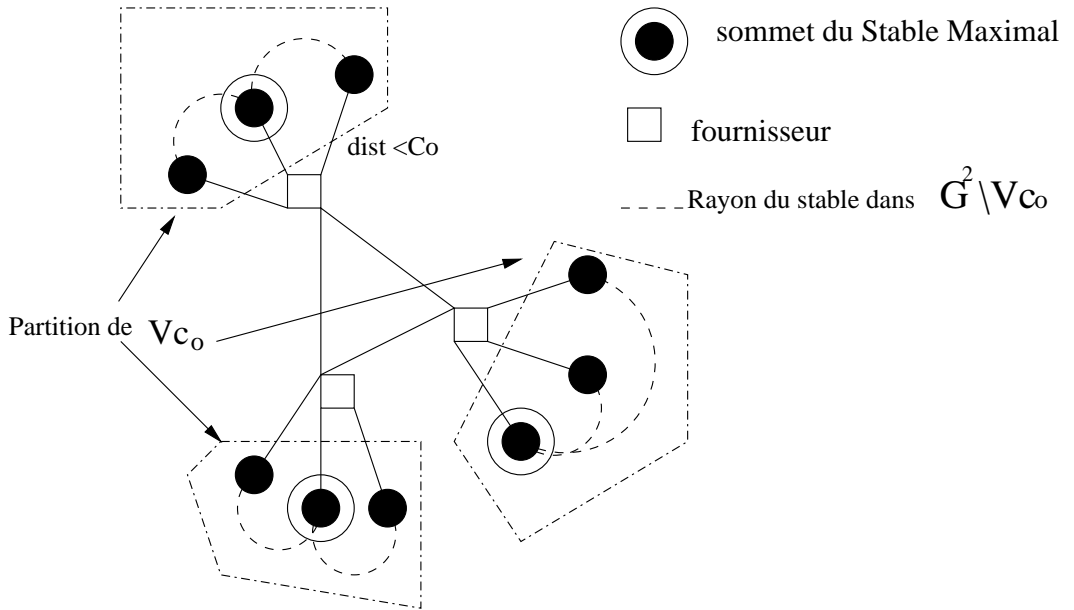 sommet du Stable Maximal
fournisseur
dist <Co
Rayon du stable dans G²\Vco
Partition de Vco